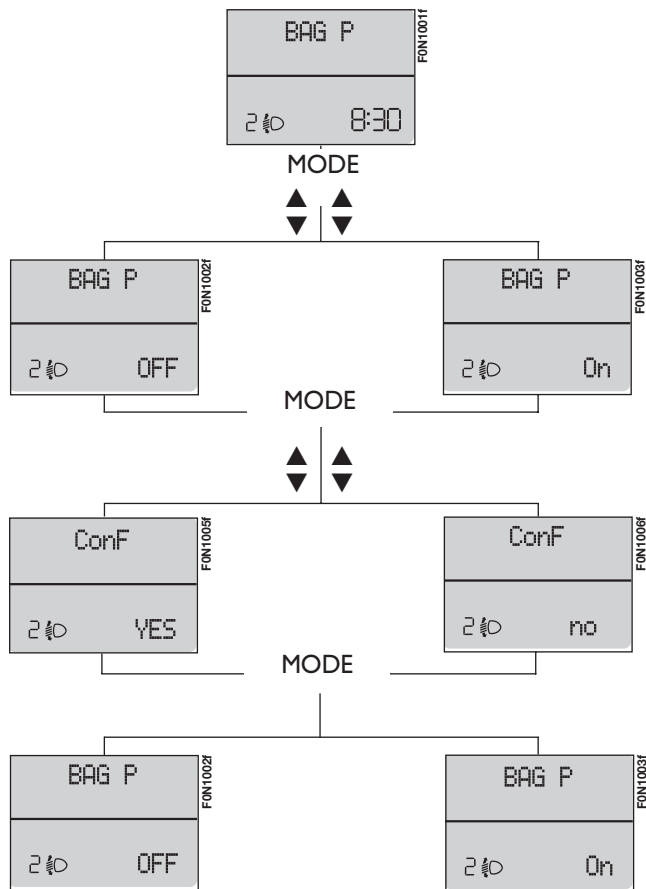 BAG P
2 8:30
F0N1001f
MODE
▲ ▲
▼ ▼
BAG P
2 OFF
F0N1002f
BAG P
2 On
F0N1003f
MODE
▲ ▲
▼ ▼
ConF
2 YES
F0N1005f
ConF
2 no
F0N1006f
MODE
BAG P
2 OFF
F0N1002f
BAG P
2 On
F0N1003f